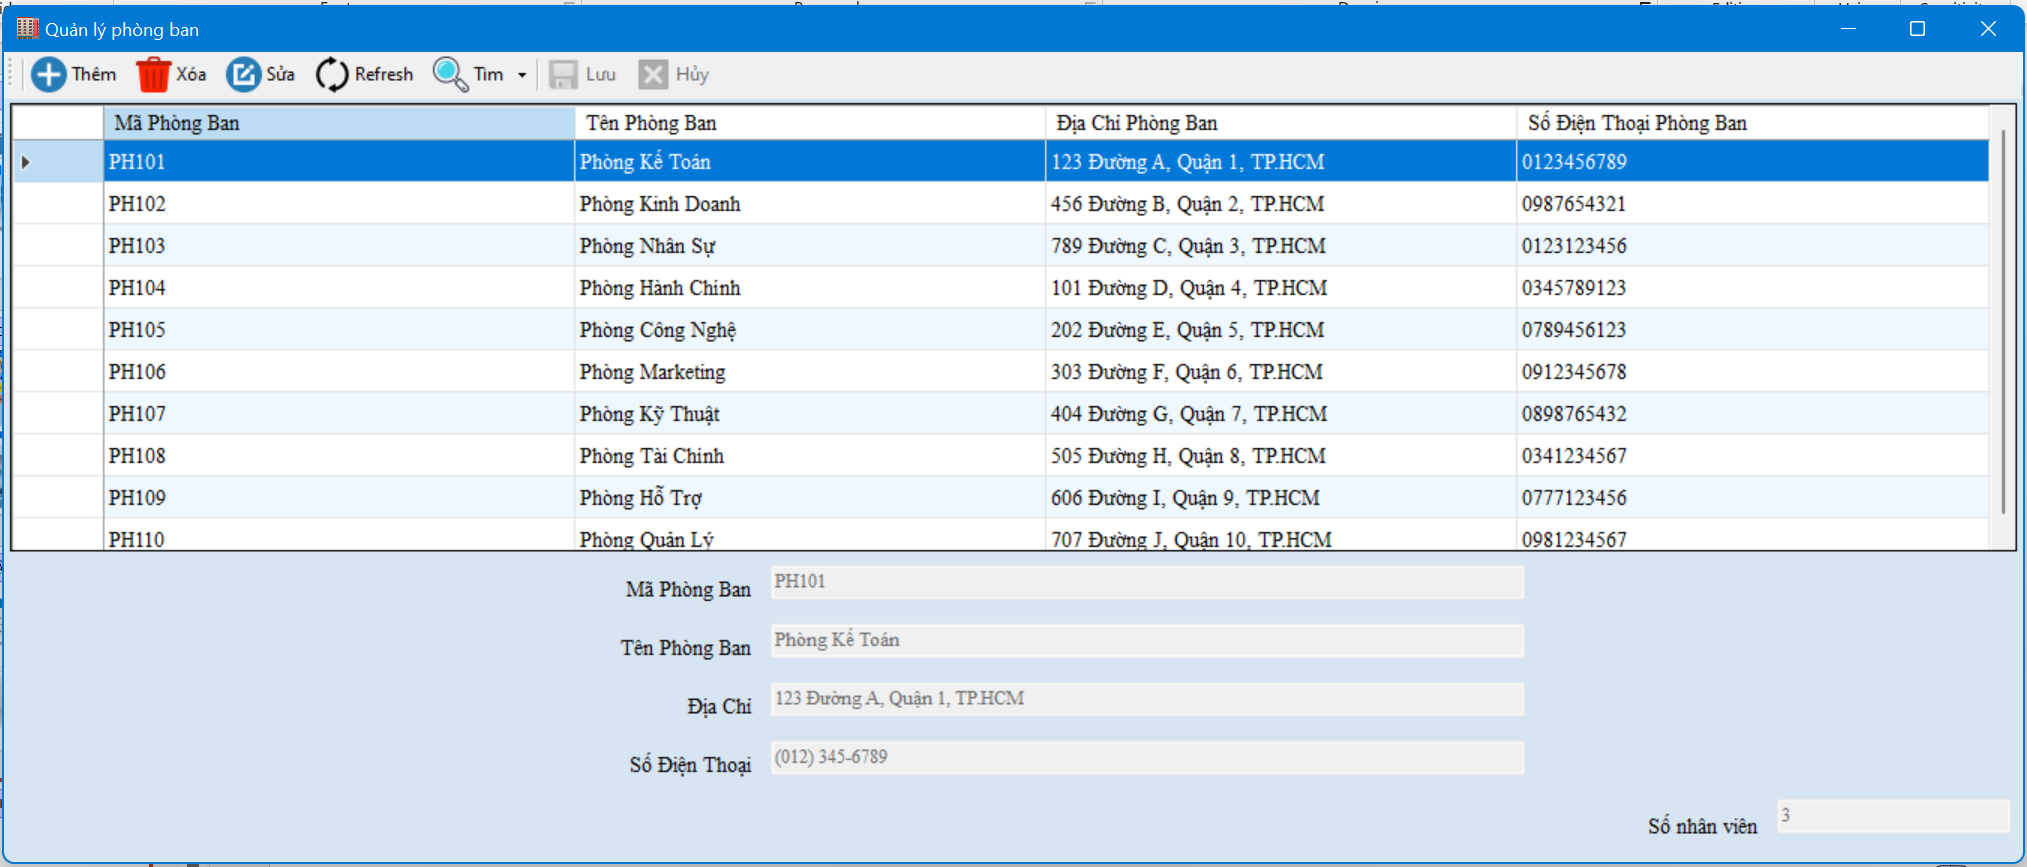 Quản lý phòng ban
Thêm Xóa Sửa Refresh Tìm Lưu Hủy
Mã Phòng Ban Tên Phòng Ban Địa Chỉ Phòng Ban Số Điện Thoại Phòng Ban
PH101 Phòng Kế Toán 123 Đường A, Quận 1, TP.HCM 0123456789
PH102 Phòng Kinh Doanh 456 Đường B, Quận 2, TP.HCM 0987654321
PH103 Phòng Nhân Sự 789 Đường C, Quận 3, TP.HCM 0123123456
PH104 Phòng Hành Chính 101 Đường D, Quận 4, TP.HCM 0345789123
PH105 Phòng Công Nghệ 202 Đường E, Quận 5, TP.HCM 0789456123
PH106 Phòng Marketing 303 Đường F, Quận 6, TP.HCM 0912345678
PH107 Phòng Kỹ Thuật 404 Đường G, Quận 7, TP.HCM 0898765432
PH108 Phòng Tài Chính 505 Đường H, Quận 8, TP.HCM 0341234567
PH109 Phòng Hỗ Trợ 606 Đường I, Quận 9, TP.HCM 0777123456
PH110 Phòng Quản Lý 707 Đường J, Quận 10, TP.HCM 0981234567
Mã Phòng Ban PH101
Tên Phòng Ban Phòng Kế Toán
Địa Chỉ 123 Đường A, Quận 1, TP.HCM
Số Điện Thoại (012) 345-6789
Số nhân viên 3